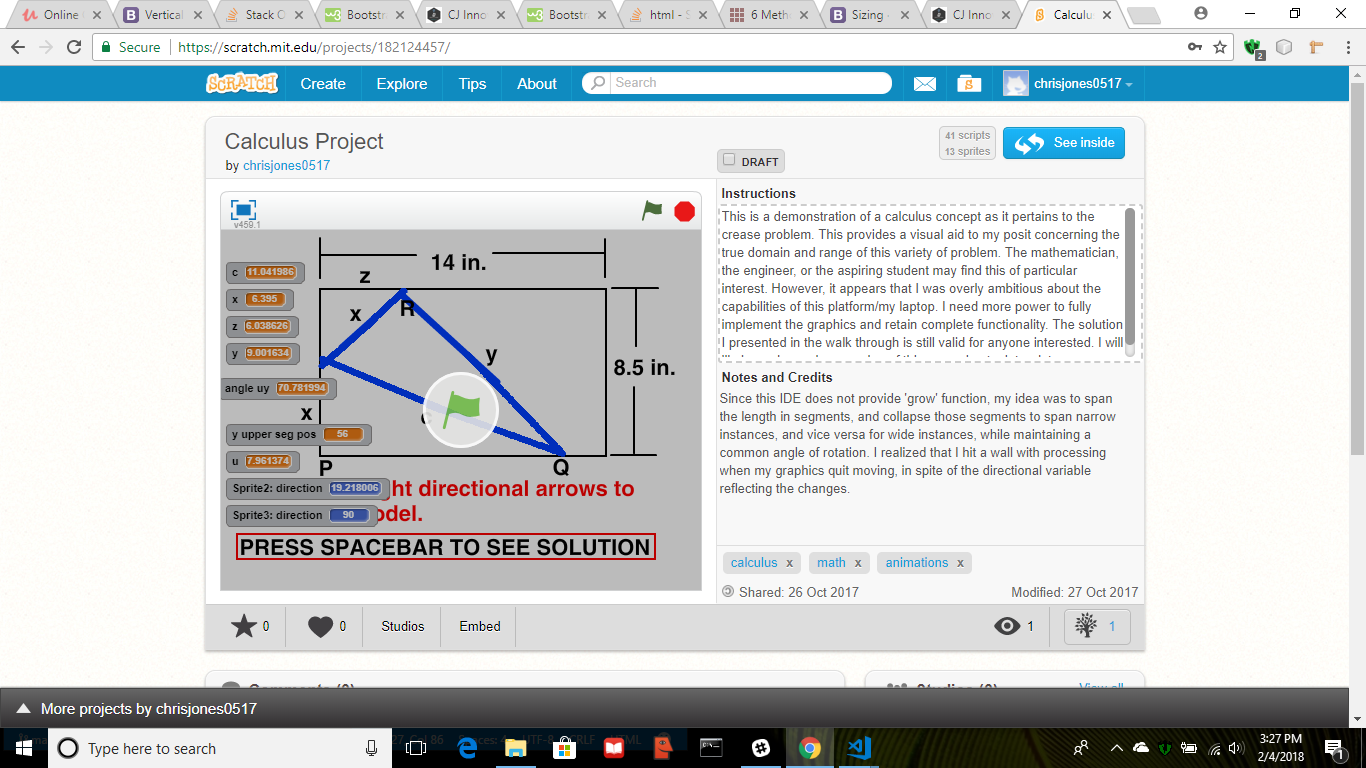 Online
Vertical
Stack O
Bootstr
CJ Inno
Bootstr
html - S
6 Meth
Sizing
CJ Inno
Calculus
Secure
https://scratch.mit.edu/projects/182124457/
2
SCRATCH
Create
Explore
Tips
About
Search
chrisjones0517
Calculus Project
by chrisjones0517
DRAFT
41 scripts
13 sprites
See inside
v459.1
14 in.
z
R
x
y
8.5 in.
x
P
Q
c 11.041986
x 6.395
z 6.038626
y 9.001634
angle uy 70.781994
y upper seg pos 56
u 7.961374
Sprite2: direction 19.218006
Sprite3: direction 90
ht directional arrows to
odel.
PRESS SPACEBAR TO SEE SOLUTION
Instructions
This is a demonstration of a calculus concept as it pertains to the
crease problem. This provides a visual aid to my posit concerning the
true domain and range of this variety of problem. The mathematician,
the engineer, or the aspiring student may find this of particular
interest. However, it appears that I was overly ambitious about the
capabilities of this platform/my laptop. I need more power to fully
implement the graphics and retain complete functionality. The solution
I presented in the walk through is still valid for anyone interested. I will
Notes and Credits
Since this IDE does not provide 'grow' function, my idea was to span
the length in segments, and collapse those segments to span narrow
instances, and vice versa for wide instances, while maintaining a
common angle of rotation. I realized that I hit a wall with processing
when my graphics quit moving, in spite of the directional variable
reflecting the changes.
calculus x
math x
animations x
Shared: 26 Oct 2017
Modified: 27 Oct 2017
0
0
Studios
Embed
1
1
Comments (0)
Studios (0)
View all
More projects by chrisjones0517
Type here to search
3:27 PM
2/4/2018
1